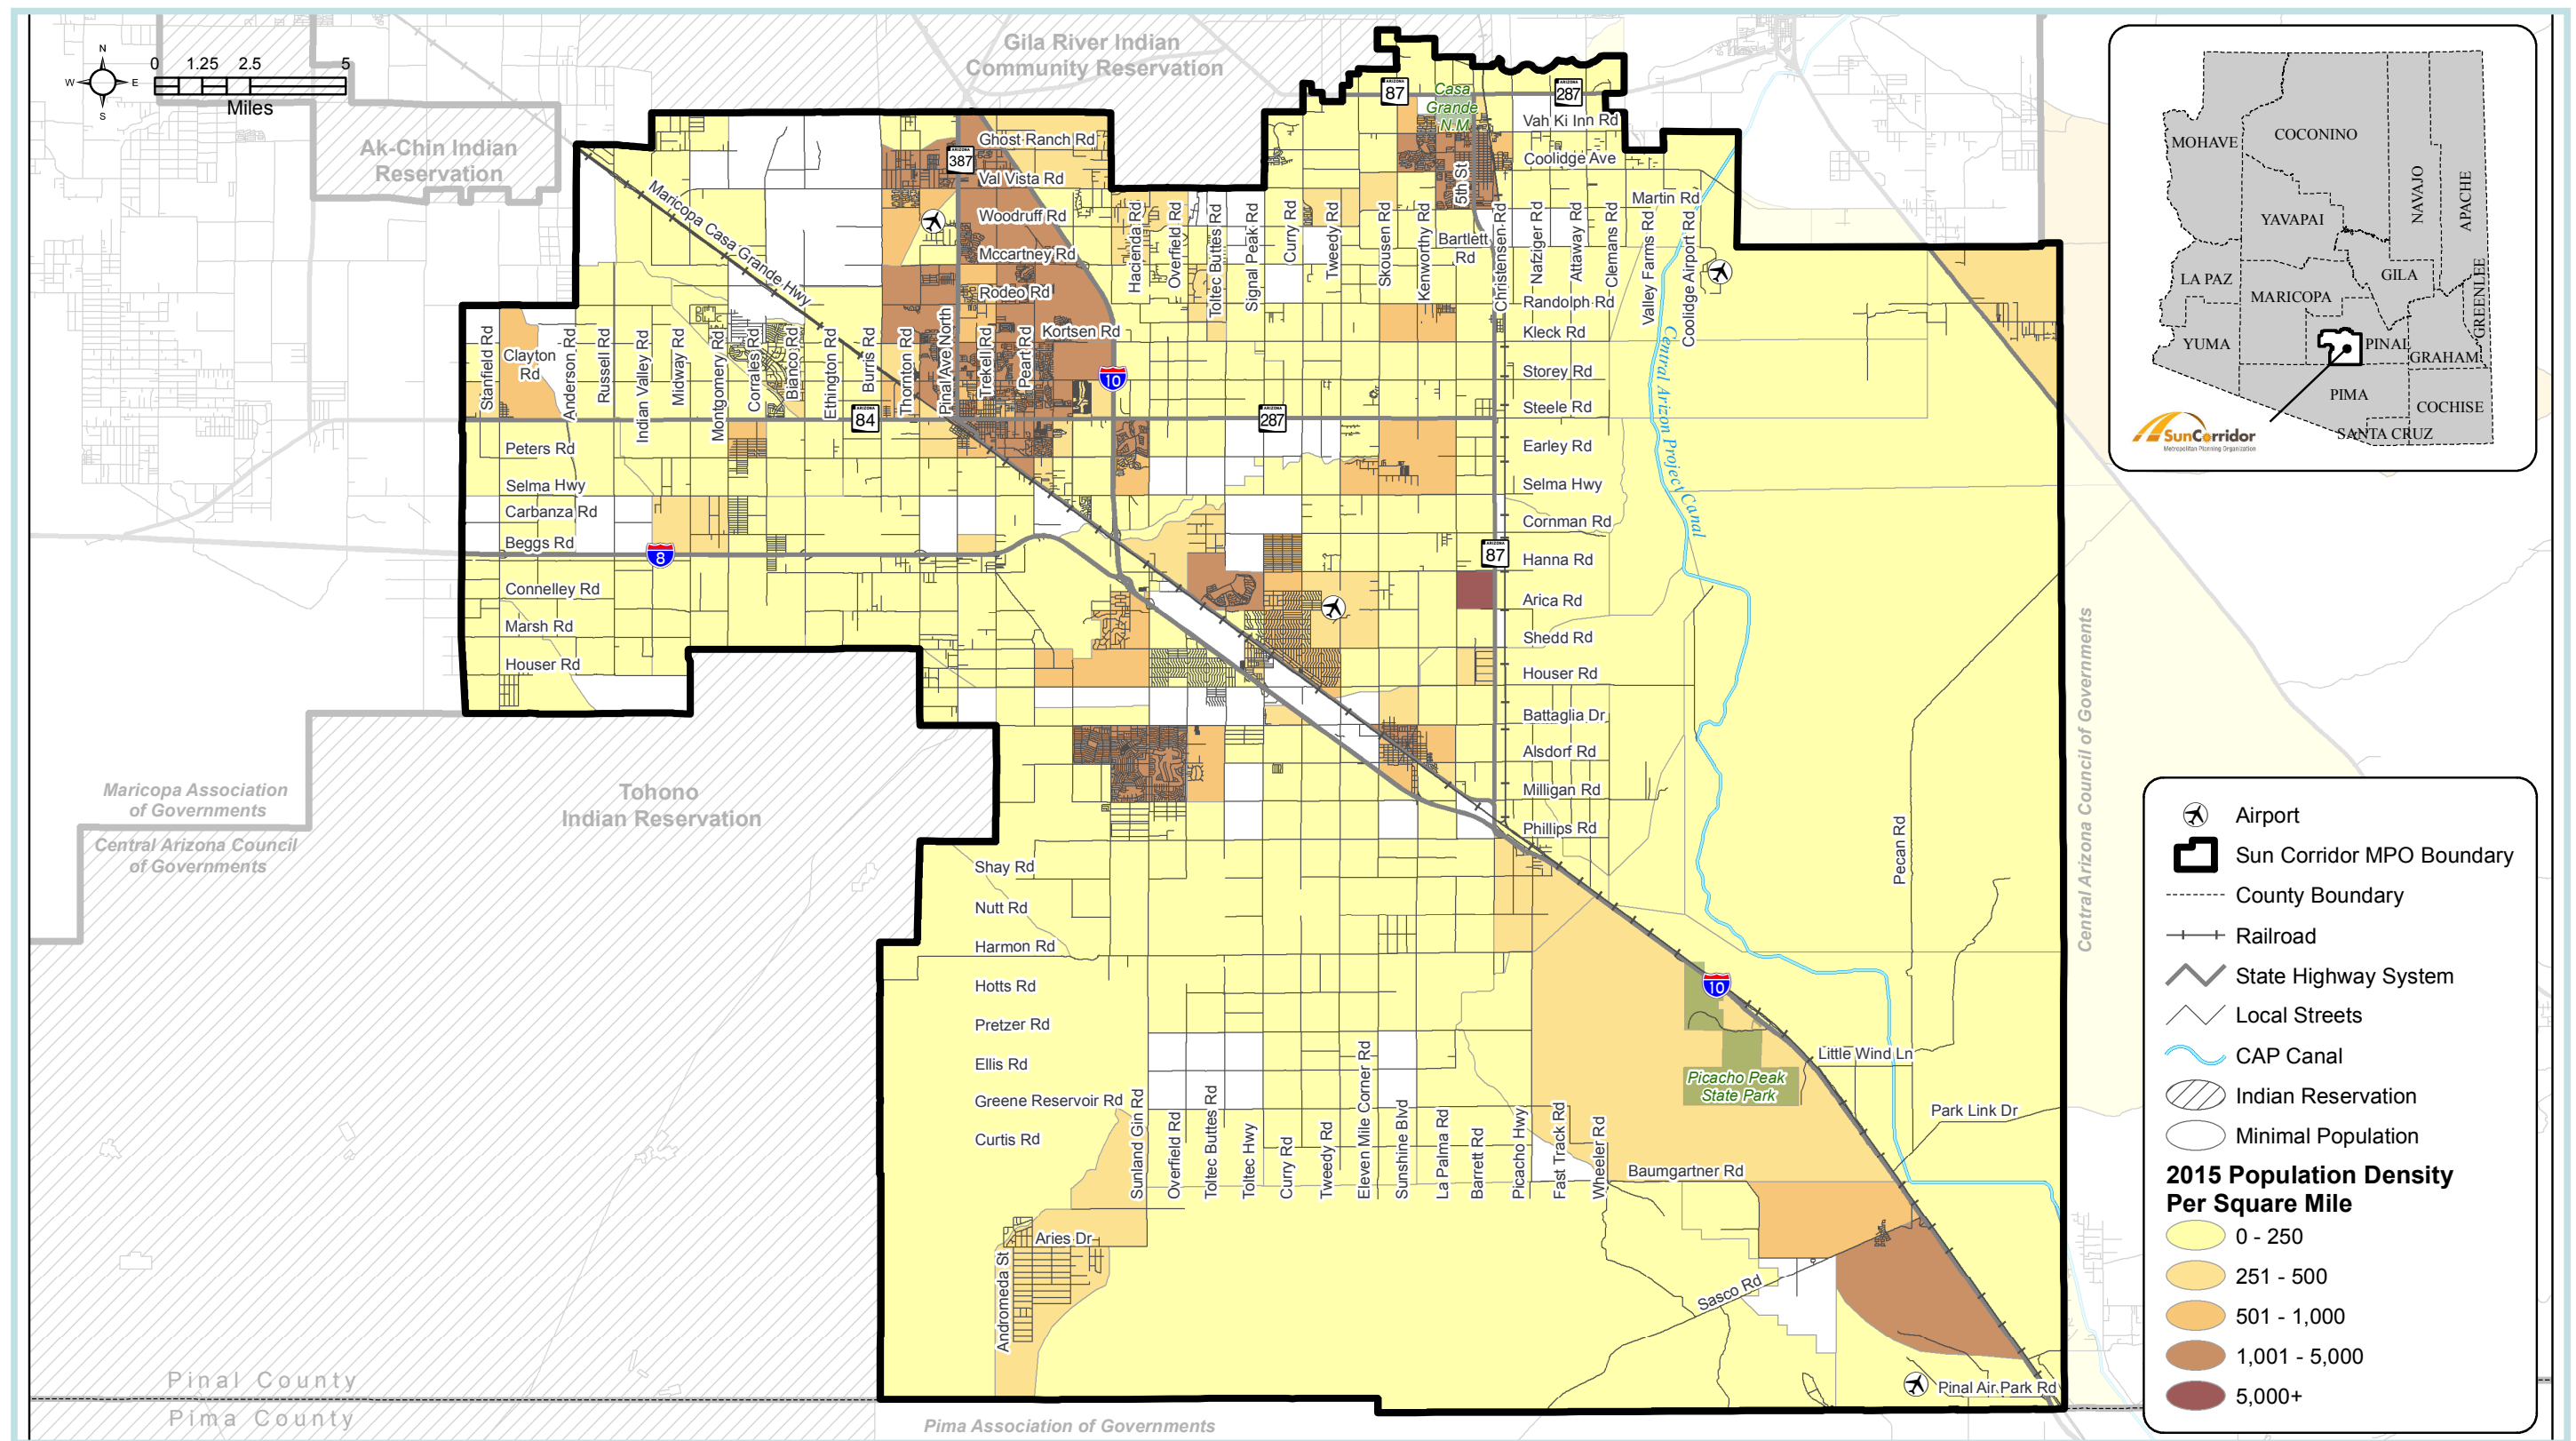 N
W
E
S
0
1.25
2.5
5
Miles
Gila River Indian
Community Reservation
Ak-Chin Indian
Reservation
ARIZONA
87
Casa
Grande
N.M.
ARIZONA
287
Vah Ki Inn Rd
Ghost Ranch Rd
ARIZONA
387
Coolidge Ave
5th St
Val Vista Rd
Maricopa Casa Grande Hwy
Martin Rd
Woodruff Rd
Mccartney Rd
Rodeo Rd
Kortsen Rd
Hacienda Rd
Overfield Rd
Toltec Buttes Rd
Signal Peak Rd
Curry Rd
Tweedy Rd
Skousen Rd
Kenworthy Rd
Bartlett
Rd
Christensen Rd
Natziger Rd
Attaway Rd
Clemans Rd
Valley Farms Rd
Coolidge Airport Rd
Randolph Rd
Kleck Rd
Storey Rd
Steele Rd
Earley Rd
Selma Hwy
Cornman Rd
ARIZONA
87
Hanna Rd
Arica Rd
Shedd Rd
Houser Rd
Battaglia Dr
Alsdorf Rd
Milligan Rd
Phillips Rd
Central Arizon Project Canal
Stanfield Rd
Clayton
Rd
Anderson Rd
Russell Rd
Indian Valley Rd
Midway Rd
Montgomery Rd
Corrales Rd
Bianco Rd
Ethington Rd
Burris Rd
Thornton Rd
Pinal Ave North
Trekell Rd
Peart Rd
10
ARIZONA
84
ARIZONA
287
Peters Rd
Selma Hwy
Carbanza Rd
Beggs Rd
8
Connelley Rd
Marsh Rd
Houser Rd
Maricopa Association
of Governments
Central Arizona Council
of Governments
Tohono
Indian Reservation
Shay Rd
Nutt Rd
Harmon Rd
Hotts Rd
Pretzer Rd
Ellis Rd
Greene Reservoir Rd
Curtis Rd
Sunland Gin Rd
Overfield Rd
Toltec Buttes Rd
Toltec Hwy
Curry Rd
Tweedy Rd
Eleven Mile Corner Rd
Sunshine Blvd
La Palma Rd
Barrett Rd
Picacho Hwy
Fast Track Rd
Wheeler Rd
Aries Dr
Andromeda St
Pecan Rd
10
Little Wind Ln
Picacho Peak
State Park
Park Link Dr
Baumgartner Rd
Sasco Rd
Pinal Air Park Rd
Central Arizona Council of Governments
Pinal County
Pima County
Pima Association of Governments
MOHAVE
COCONINO
NAVAJO
APACHE
YAVAPAI
LA PAZ
GILA
MARICOPA
GREENLEE
YUMA
PINAL
GRAHAM
PIMA
COCHISE
SANTA CRUZ
SunCorridor
Metropolitan Planning Organization
Airport
Sun Corridor MPO Boundary
County Boundary
Railroad
State Highway System
Local Streets
CAP Canal
Indian Reservation
Minimal Population
2015 Population Density
Per Square Mile
0 - 250
251 - 500
501 - 1,000
1,001 - 5,000
5,000+